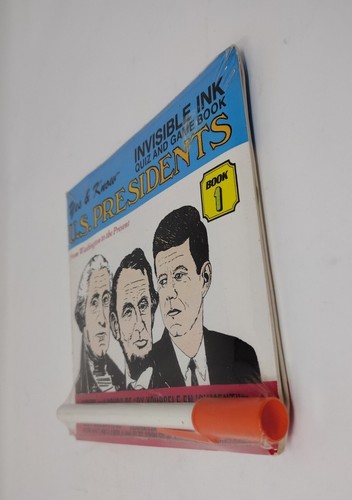 INVISIBLE INK
QUIZ AND GAME BOOK
Yes & Know
U.S. PRESIDENTS
From Washington to the Present
BOOK
1